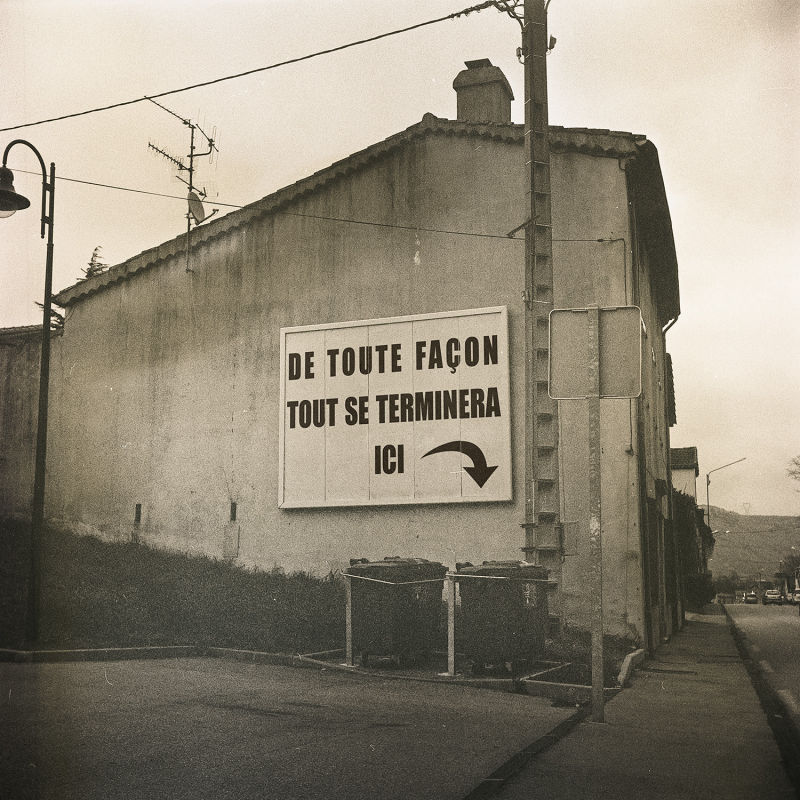 DE TOUTE FAÇON
TOUT SE TERMINERA
ICI